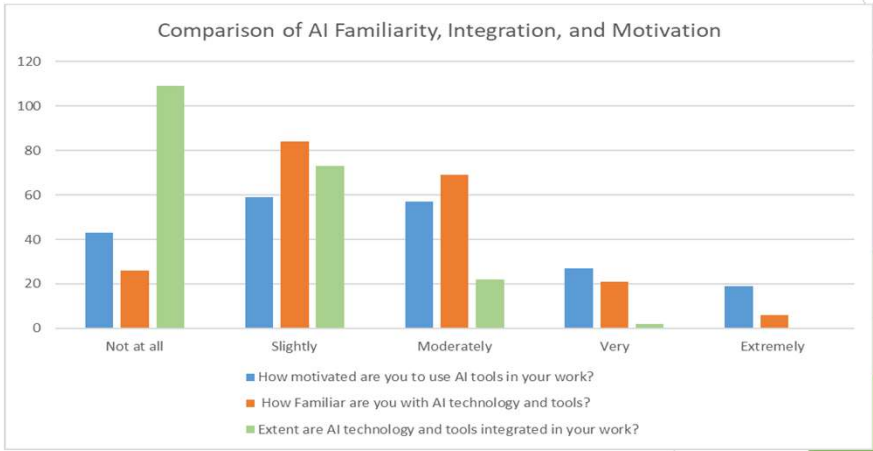 Comparison of AI Familiarity, Integration, and Motivation
120
100
80
60
40
20
0
Not at all Slightly Moderately Very Extremely
How motivated are you to use AI tools in your work?
How Familiar are you with AI technology and tools?
Extent are AI technology and tools integrated in your work?